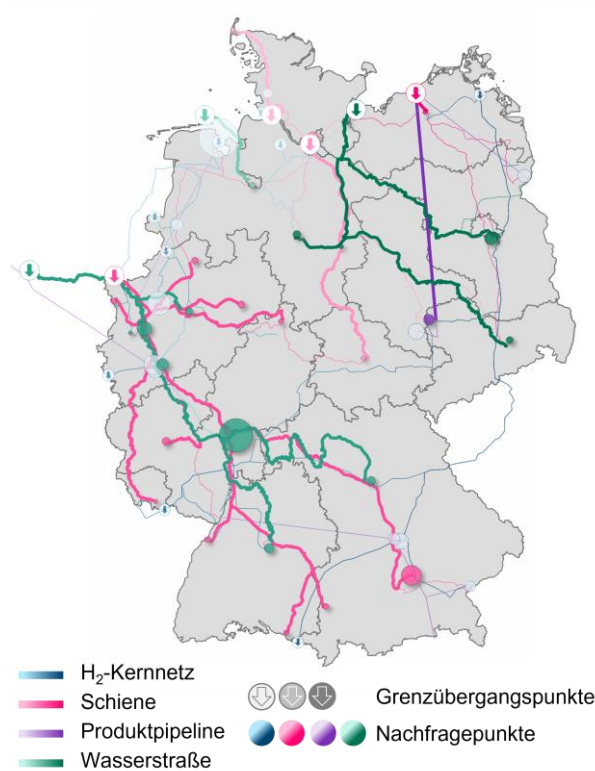 H₂-Kernnetz
Schiene
Produktpipeline
Wasserstraße
Grenzübergangspunkte
Nachfragepunkte